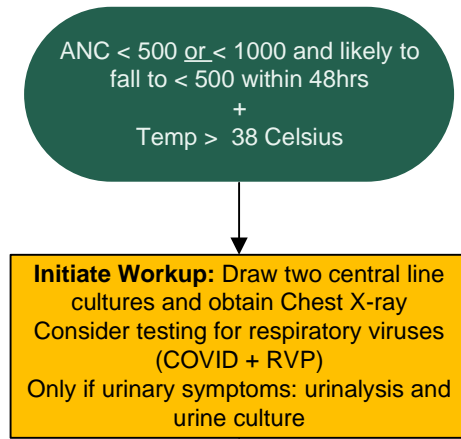 ANC < 500 or < 1000 and likely to
fall to < 500 within 48hrs
+
Temp > 38 Celsius
Initiate Workup: Draw two central line
cultures and obtain Chest X-ray
Consider testing for respiratory viruses
(COVID + RVP)
Only if urinary symptoms: urinalysis and
urine culture